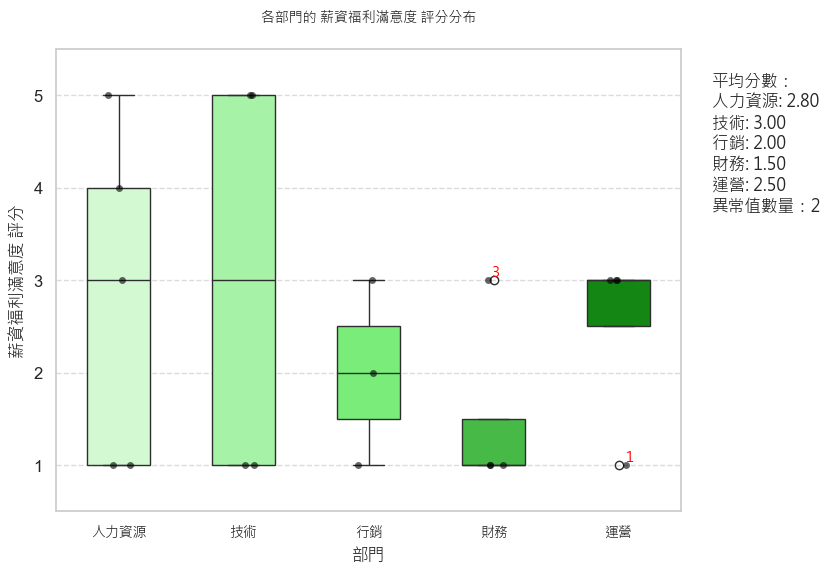 各部門的 薪資福利滿意度 評分分布
平均分數：
人力資源: 2.80
技術: 3.00
行銷: 2.00
財務: 1.50
運營: 2.50
異常值數量：2
薪資福利滿意度 評分
5
4
3
2
1
3
1
人力資源
技術
行銷
財務
運營
部門